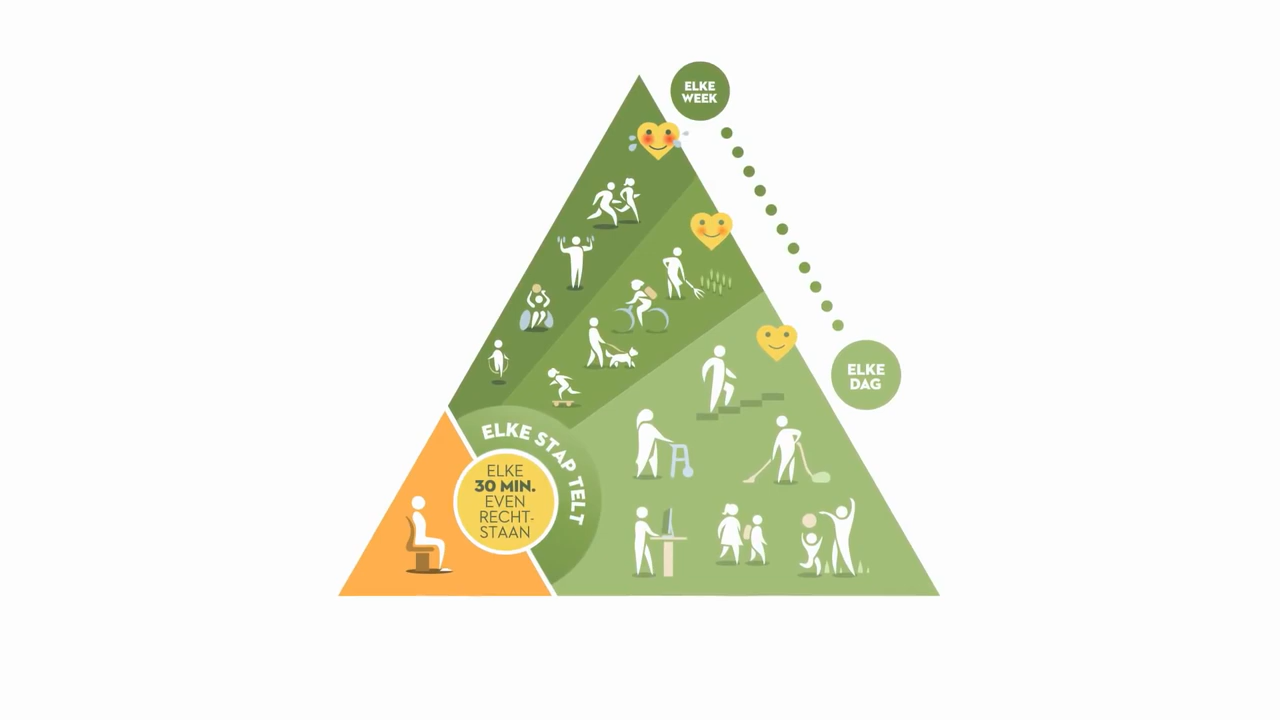 ELKE
WEEK
ELKE
DAG
ELKE STAP TELT
ELKE
30 MIN.
EVEN
RECHT-
STAAN